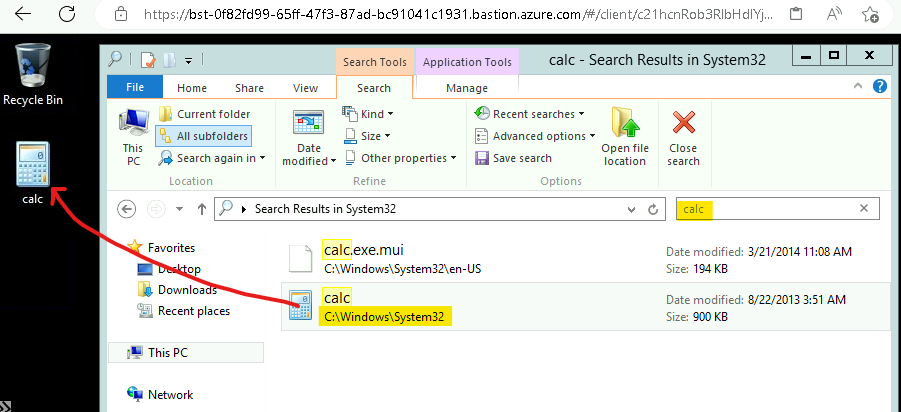 https://bst-0f82fd99-65ff-47f3-87ad-bc91041c1931.bastion.azure.com/#/client/c21hcnRob3RlbHdlYj...
Recycle Bin
calc
Search Tools
Application Tools
calc - Search Results in System32
File
Home
Share
View
Search
Manage
This PC
Current folder
All subfolders
Search again in
Location
Date modified
Kind
Size
Other properties
Refine
Recent searches
Advanced options
Save search
Options
Open file location
Close search
Search Results in System32
calc
Favorites
Desktop
Downloads
Recent places
This PC
Network
calc.exe.mui
C:\Windows\System32\en-US
Date modified: 3/21/2014 11:08 AM
Size: 194 KB
calc
C:\Windows\System32
Date modified: 8/22/2013 3:51 AM
Size: 900 KB